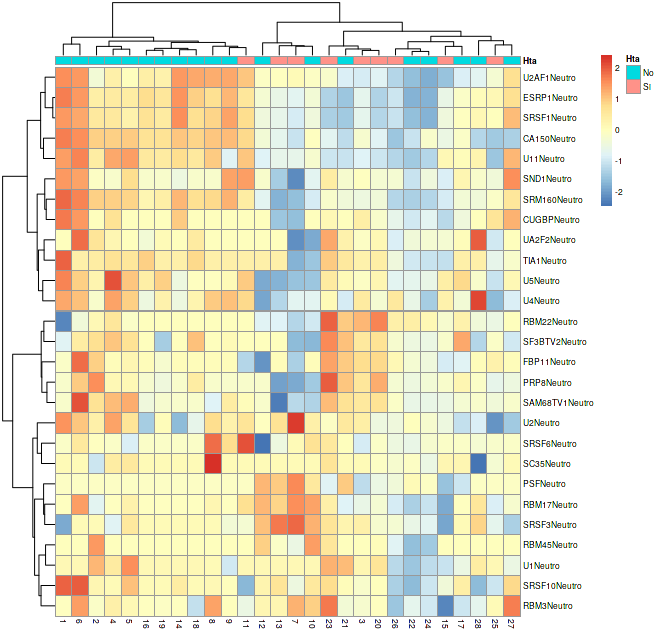 Hta
Hta
No
SI
2
1
0
-1
-2
U2AF1Neutro
ESRP1Neutro
SRSF1Neutro
CA150Neutro
U11Neutro
SND1Neutro
SRM160Neutro
CUGBPNeutro
UA2F2Neutro
TIA1Neutro
U5Neutro
U4Neutro
RBM22Neutro
SF3BTV2Neutro
FBP11Neutro
PRP8Neutro
SAM68TV1Neutro
U2Neutro
SRSF6Neutro
SC35Neutro
PSFNeutro
RBM17Neutro
SRSF3Neutro
RBM45Neutro
U1Neutro
SRSF10Neutro
RBM3Neutro
1 6 2 4 5 16 19 14 18 8 9 11 12 13 7 10 23 21 3 20 26 22 24 15 17 28 25 27